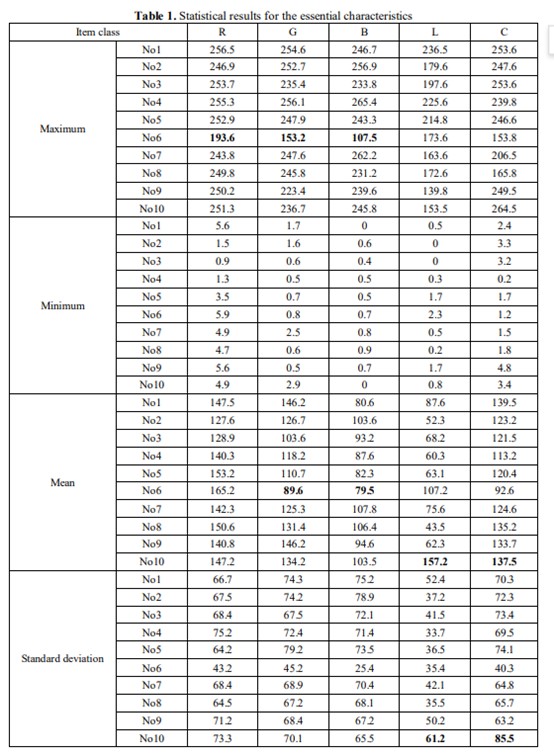 Table 1. Statistical results for the essential characteristics
Item class R G B L C
Maximum
No1 256.5 254.6 246.7 236.5 253.6
No2 246.9 252.7 256.9 179.6 247.6
No3 253.7 235.4 233.8 197.6 253.6
No4 255.3 256.1 265.4 225.6 239.8
No5 252.9 247.9 243.3 214.8 246.6
No6 193.6 153.2 107.5 173.6 153.8
No7 243.8 247.6 262.2 163.6 206.5
No8 249.8 245.8 231.2 172.6 165.8
No9 250.2 223.4 239.6 139.8 249.5
No10 251.3 236.7 245.8 153.5 264.5
Minimum
No1 5.6 1.7 0 0.5 2.4
No2 1.5 1.6 0.6 0 3.3
No3 0.9 0.6 0.4 0 3.2
No4 1.3 0.5 0.5 0.3 0.2
No5 3.5 0.7 0.5 1.7 1.7
No6 5.9 0.8 0.7 2.3 1.2
No7 4.9 2.5 0.8 0.5 1.5
No8 4.7 0.6 0.9 0.2 1.8
No9 5.6 0.5 0.7 1.7 4.8
No10 4.9 2.9 0 0.8 3.4
Mean
No1 147.5 146.2 80.6 87.6 139.5
No2 127.6 126.7 103.6 52.3 123.2
No3 128.9 103.6 93.2 68.2 121.5
No4 140.3 118.2 87.6 60.3 113.2
No5 153.2 110.7 82.3 63.1 120.4
No6 165.2 89.6 79.5 107.2 92.6
No7 142.3 125.3 107.8 75.6 124.6
No8 150.6 131.4 106.4 43.5 135.2
No9 140.8 146.2 94.6 62.3 133.7
No10 147.2 134.2 103.5 157.2 137.5
Standard deviation
No1 66.7 74.3 75.2 52.4 70.3
No2 67.5 74.2 78.9 37.2 72.3
No3 68.4 67.5 72.1 41.5 73.4
No4 75.2 72.4 71.4 33.7 69.5
No5 64.2 79.2 73.5 36.5 74.1
No6 43.2 45.2 25.4 35.4 40.3
No7 68.4 68.9 70.4 42.1 64.8
No8 64.5 67.2 68.1 35.5 65.7
No9 71.2 68.4 67.2 50.2 63.2
No10 73.3 70.1 65.5 61.2 85.5